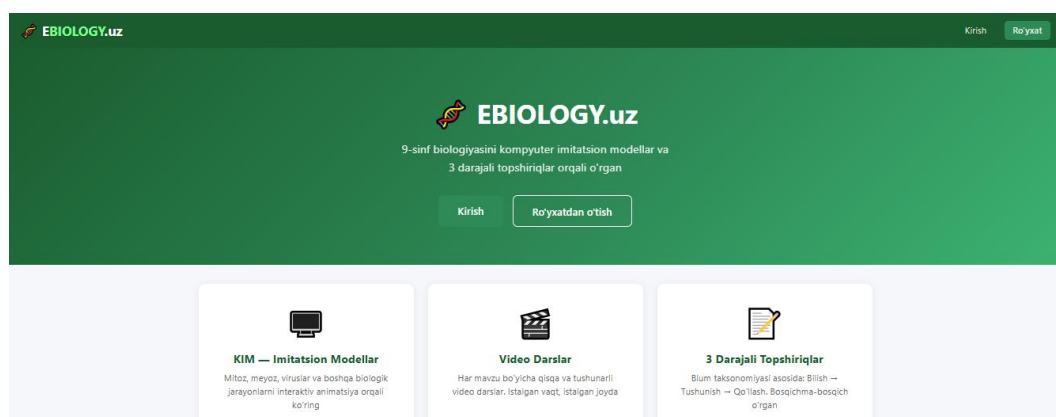 EBIOLOGY.uz
Kirish
Ro'yxat
EBIOLOGY.uz
9-sinf biologiyasini kompyuter imitatsion modellar va
3 darajali topshiriqlar orqali o'rgan
Kirish
Ro'yxatdan o'tish
KIM — Imitatsion Modellar
Mitoz, meyoz, viruslar va boshqa biologik
jarayonlarni interaktiv animatsiya orqali
ko'ring
Video Darslar
Har mavzu bo'yicha qisqa va tushunarli
video darslar. Istalgan vaqt, istalgan joyda
3 Darajali Topshiriqlar
Blum taksonomiyasi asosida: Bilish →
Tushunish → Qo'llash. Bosqichma-bosqich
o'rgan